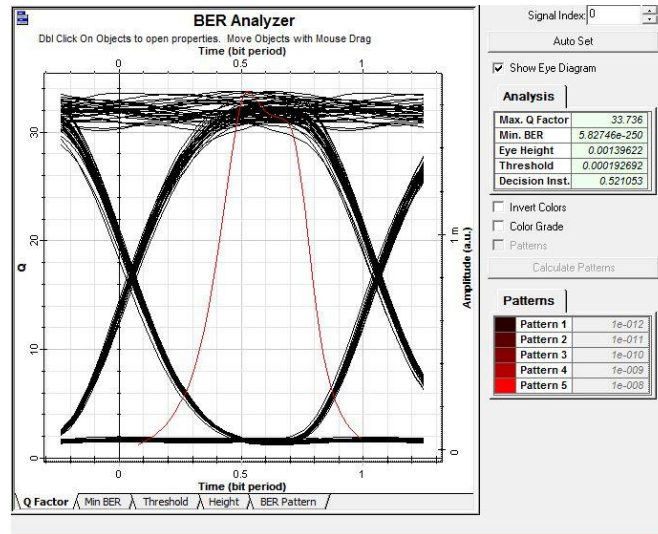 BER Analyzer
Dbl Click On Objects to open properties. Move Objects with Mouse Drag
Time (bit period)
0 0.5 1
30
20
10
0
Q
1 m
0
Amplitude (a.u.)
0 0.5 1
Time (bit period)
Q Factor Min BER Threshold Height BER Pattern
Signal Index: 0
Auto Set
Show Eye Diagram
Analysis
Max. Q Factor 33.736
Min. BER 5.82746e-250
Eye Height 0.00139622
Threshold 0.000192692
Decision Inst. 0.521053
Invert Colors
Color Grade
Patterns
Calculate Patterns
Patterns
Pattern 1 1e-012
Pattern 2 1e-011
Pattern 3 1e-010
Pattern 4 1e-009
Pattern 5 1e-008